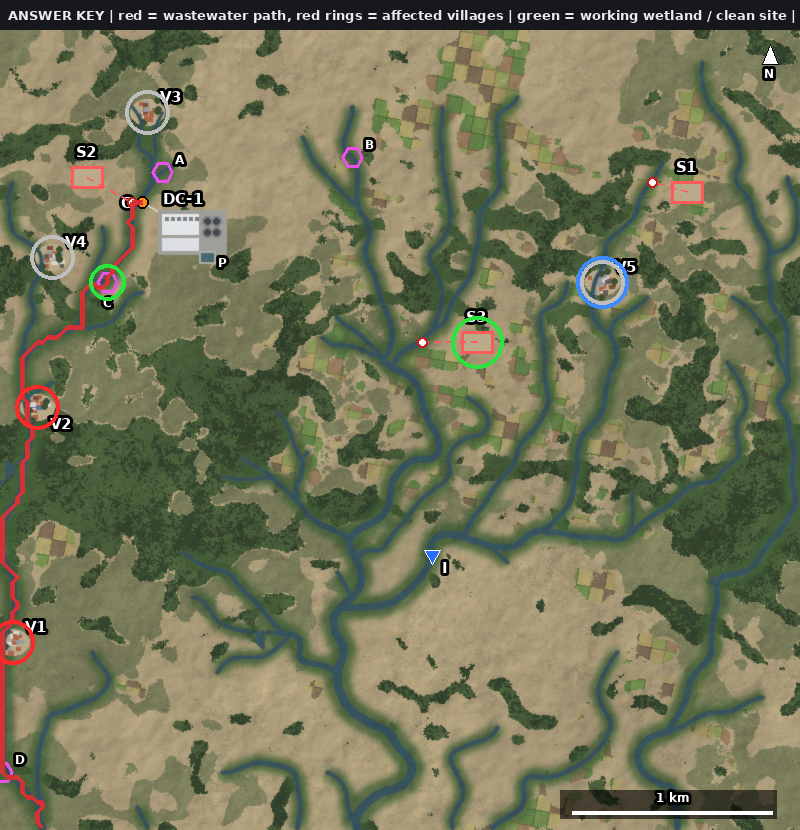 ANSWER KEY | red = wastewater path, red rings = affected villages | green = working wetland / clean site |
N
V3
A
B
S2
S1
DC-1
V4
P
V5
C
S3
V2
I
V1
D
1 km